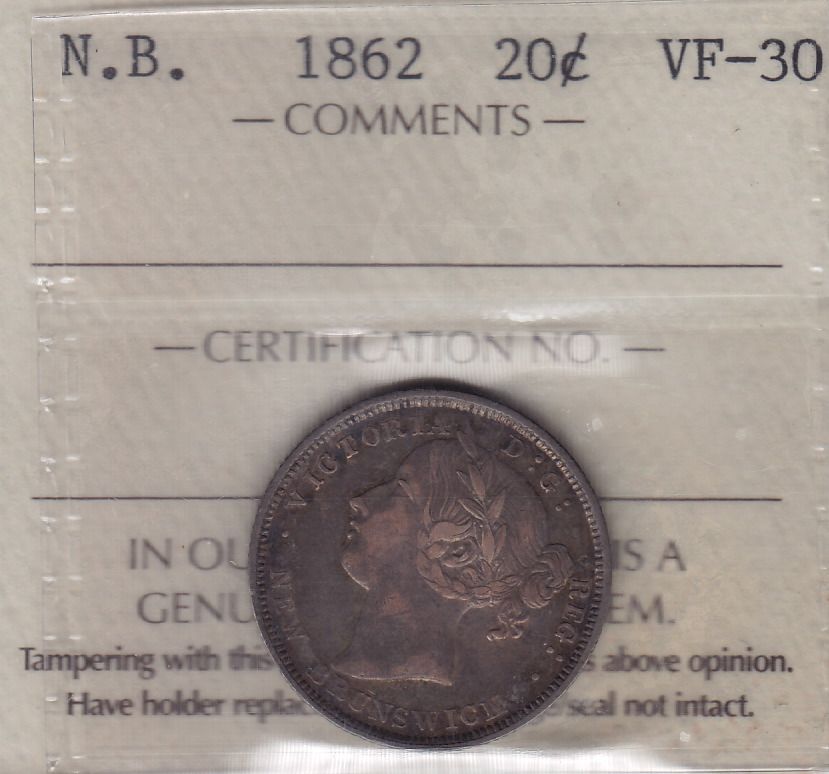 N.B. 1862 20¢ VF-30
— COMMENTS —
— CERTIFICATION NO. —
IN OU IS A
GENU EM.
Tampering with this s above opinion.
Have holder replac seal not intact.
VICTORIA D:G: REG:
NEW BRUNSWICK